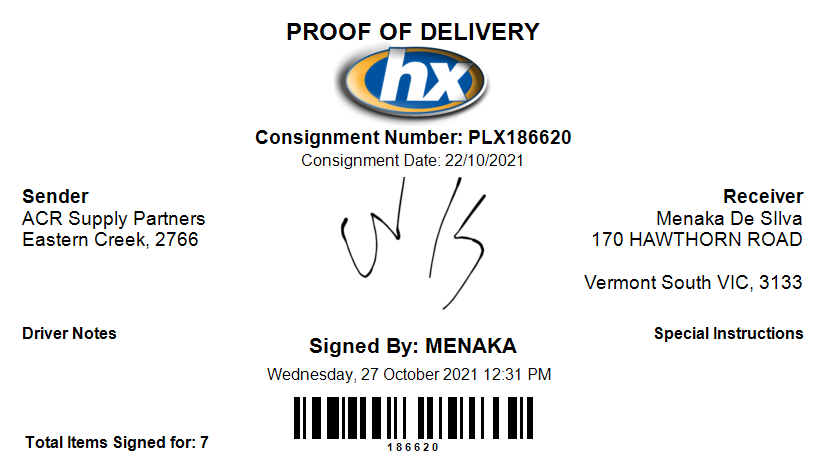 PROOF OF DELIVERY
hx
Consignment Number: PLX186620
Consignment Date: 22/10/2021
Sender
ACR Supply Partners
Eastern Creek, 2766
Receiver
Menaka De SIlva
170 HAWTHORN ROAD
Vermont South VIC, 3133
Driver Notes
Special Instructions
Signed By: MENAKA
Wednesday, 27 October 2021 12:31 PM
186620
Total Items Signed for: 7